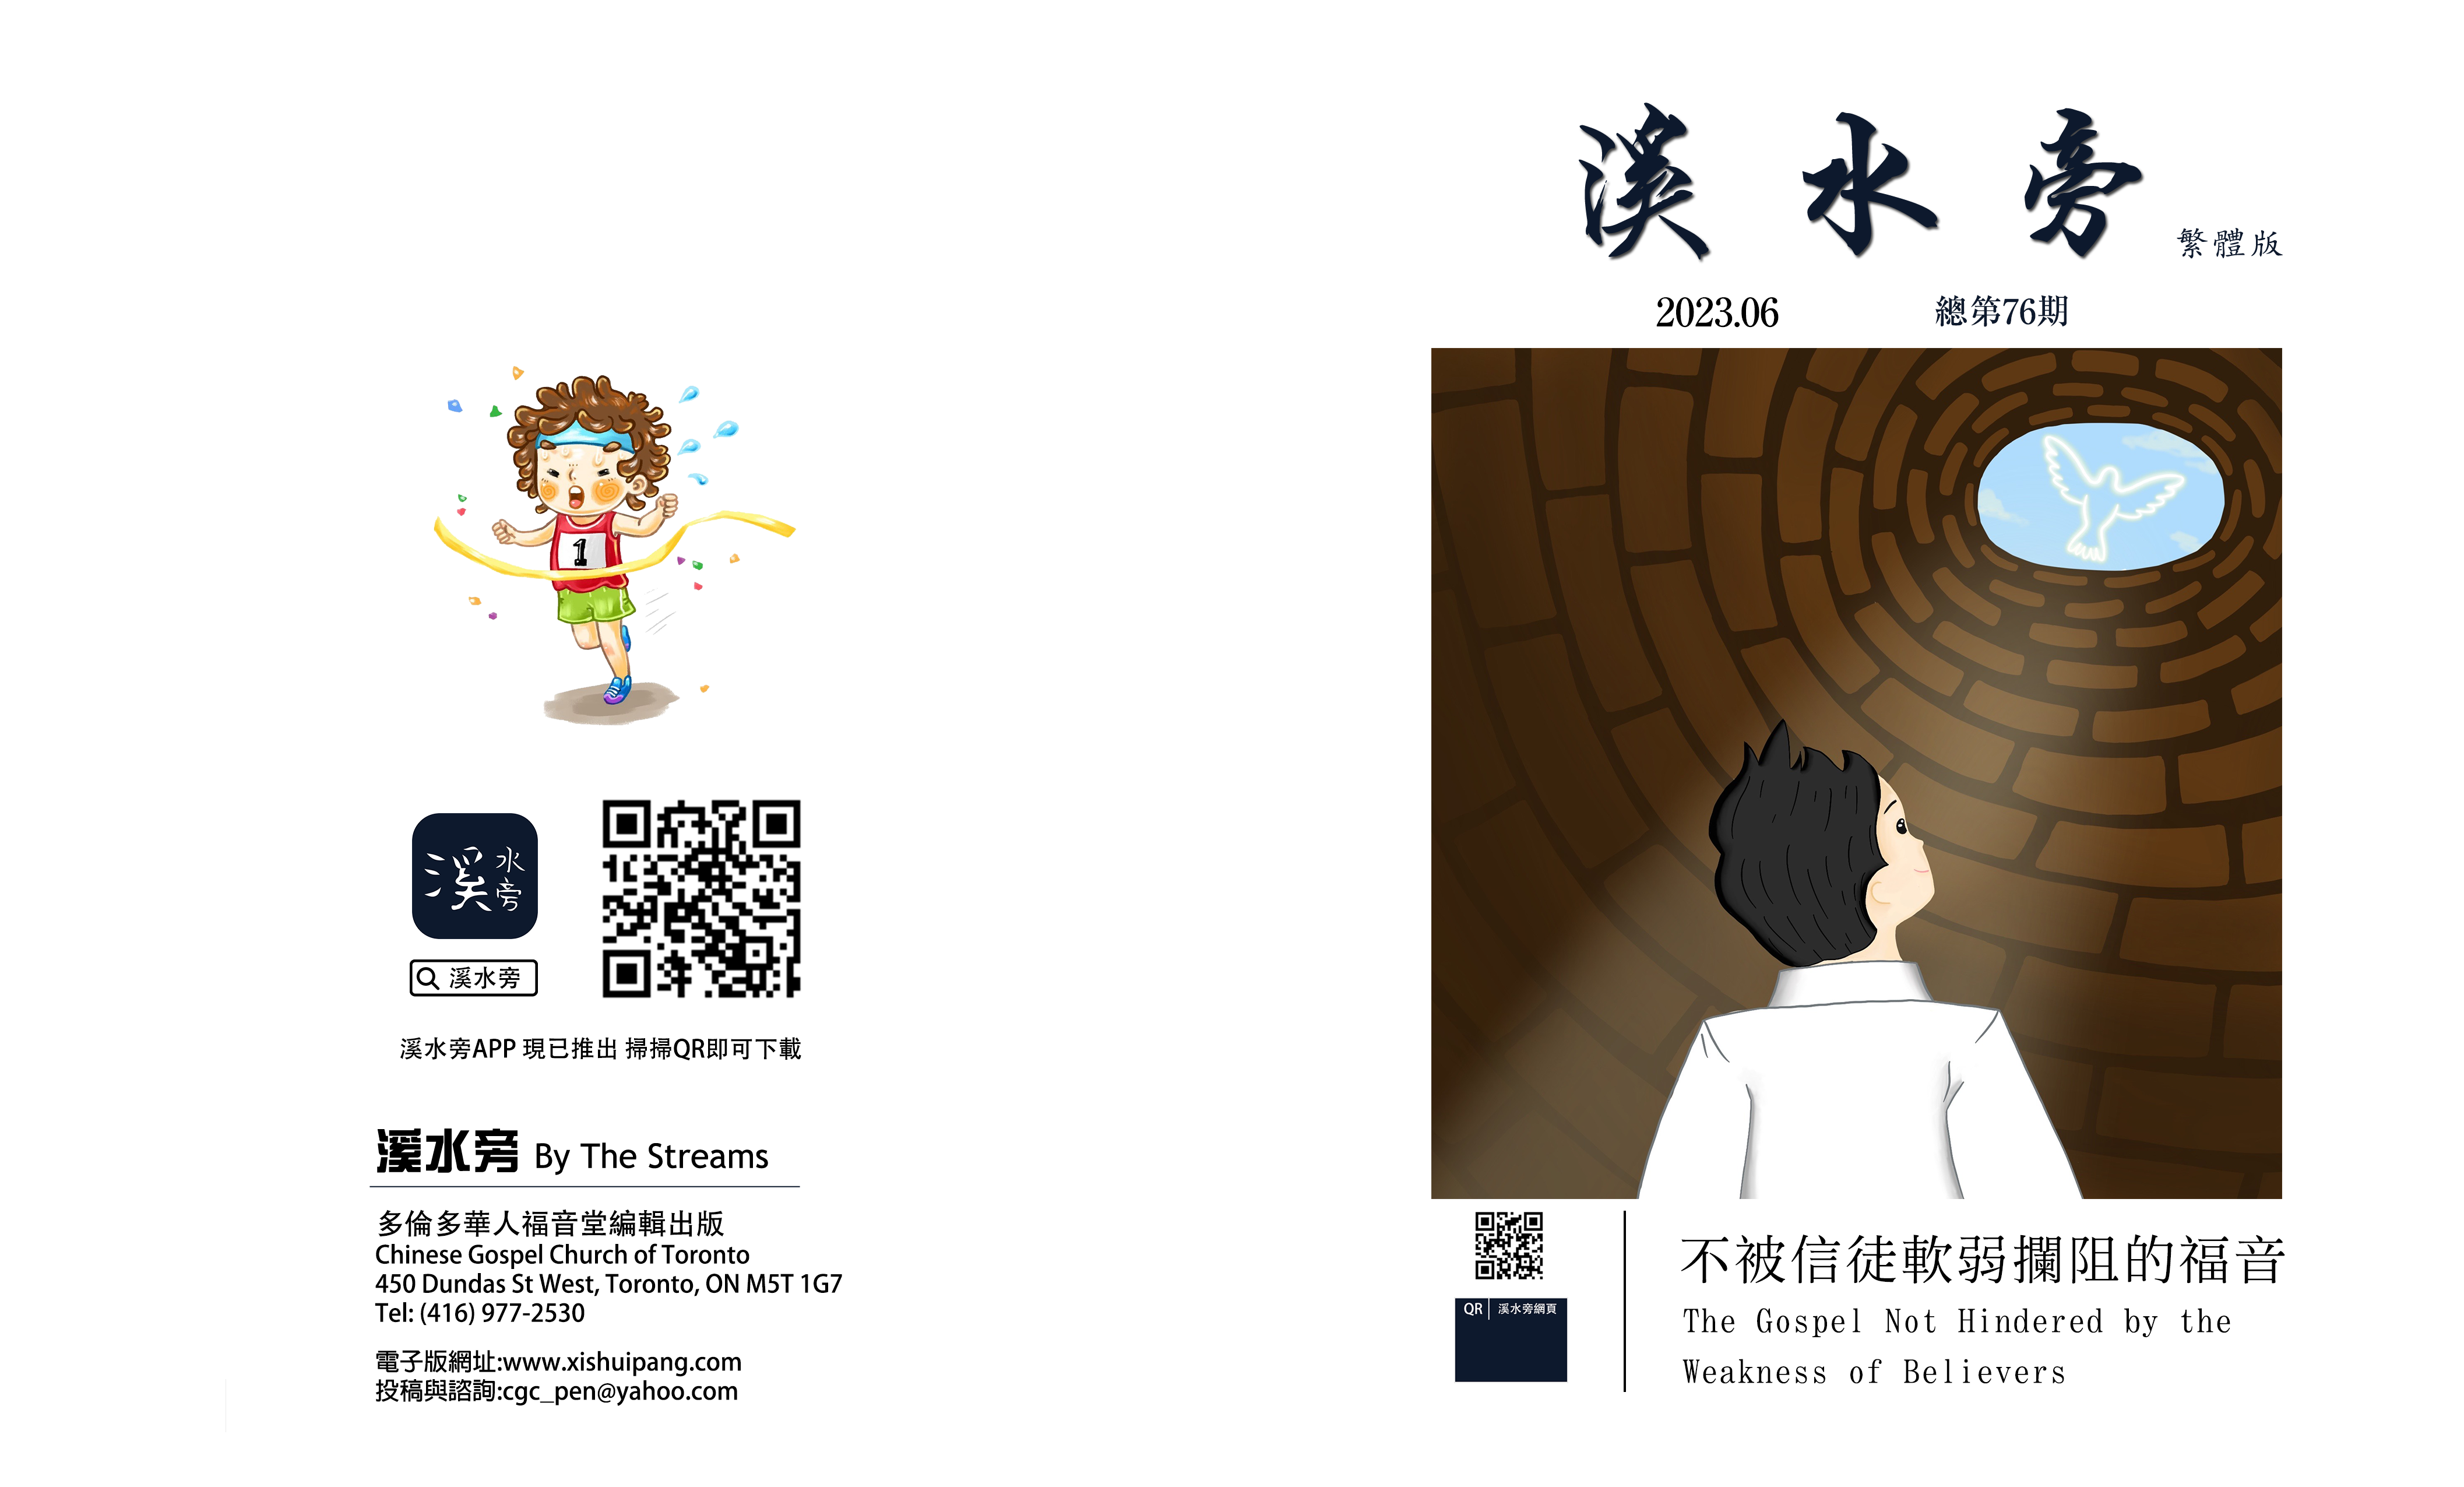 1
溪水旁
溪水旁
溪水旁APP 現已推出 掃掃QR即可下載
溪水旁 By The Streams
多倫多華人福音堂編輯出版
Chinese Gospel Church of Toronto
450 Dundas St West, Toronto, ON M5T 1G7
Tel: (416) 977-2530
電子版網址:www.xishuipang.com
投稿與諮詢:cgc_pen@yahoo.com
溪水旁
繁體版
2023.06 總第76期
QR 溪水旁網頁
不被信徒軟弱攔阻的福音
The Gospel Not Hindered by the
Weakness of Believers